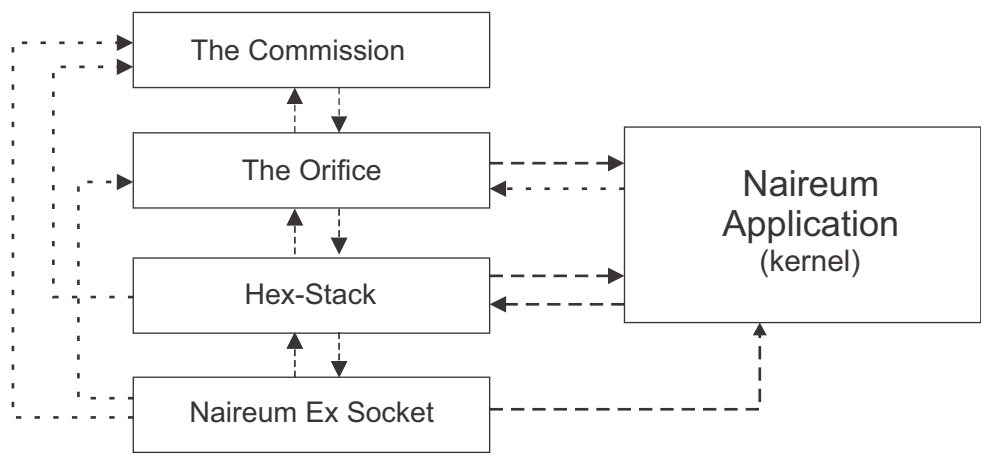 The Commission
The Orifice
Naireum
Application
(kernel)
Hex-Stack
Naireum Ex Socket